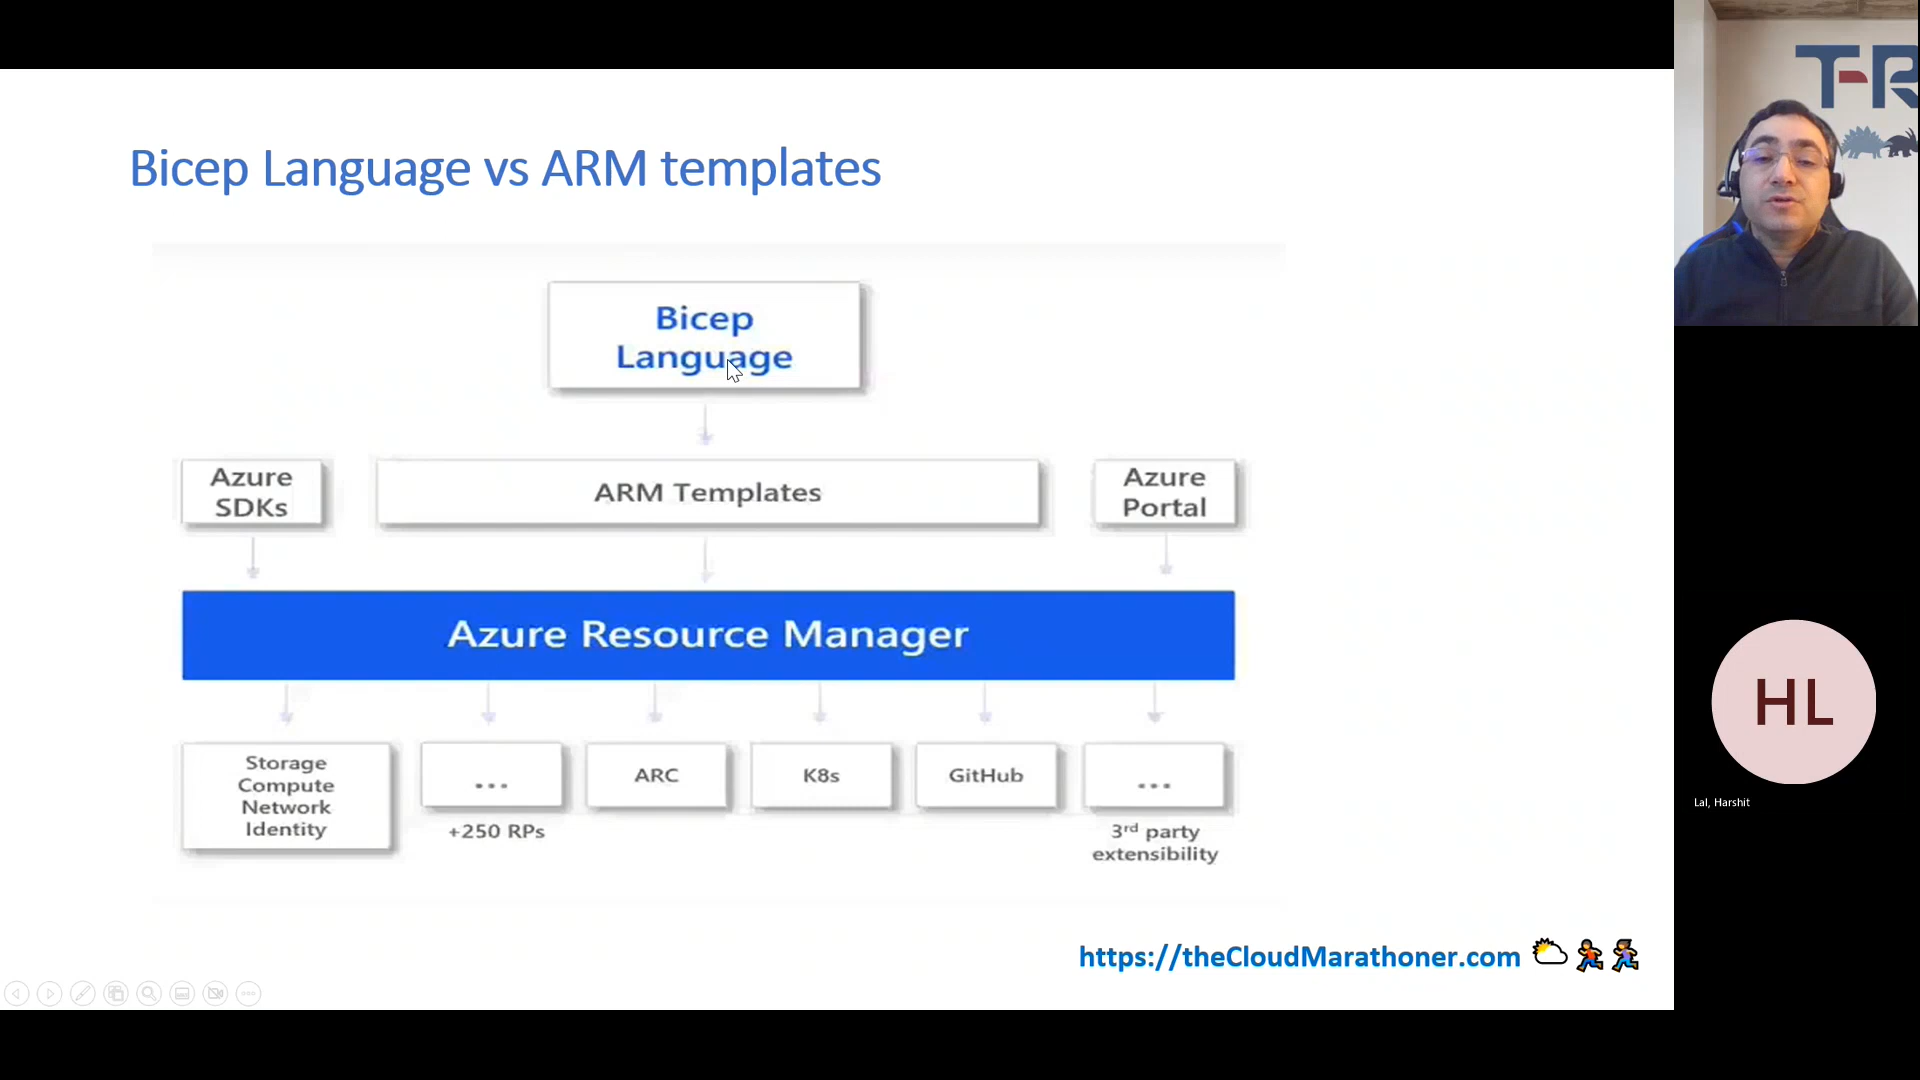 Bicep Language vs ARM templates
Bicep
Language
Azure
SDKs
ARM Templates
Azure
Portal
Azure Resource Manager
Storage
Compute
Network
Identity
...
+250 RPs
ARC
K8s
GitHub
...
3rd party
extensibility
https://theCloudMarathoner.com
T-R
HL
Lal, Harshit